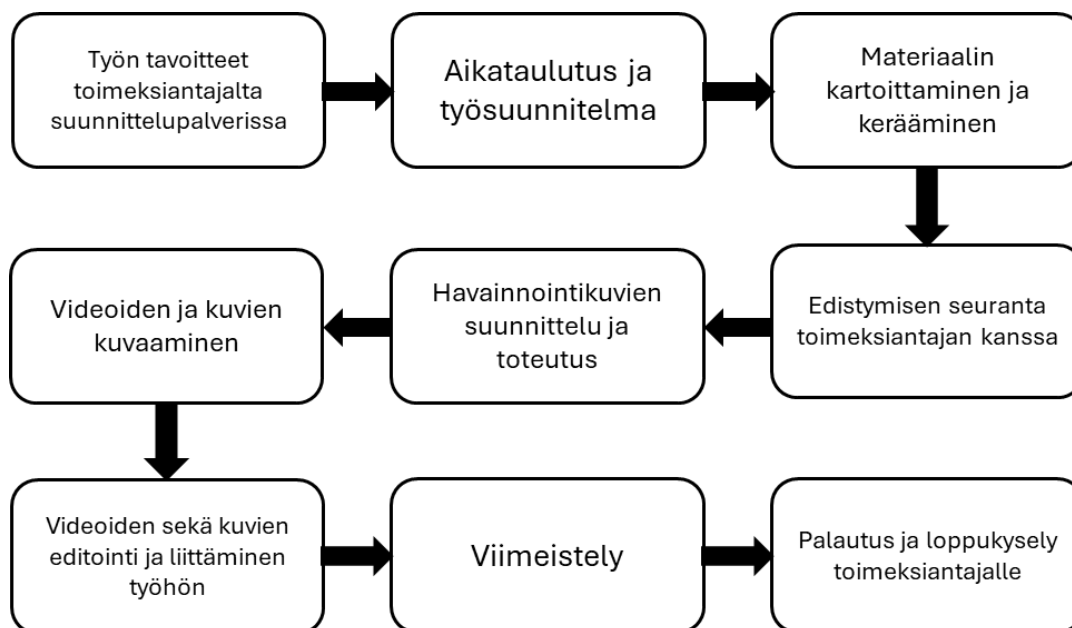 Työn tavoitteet
toimeksiantajalta
suunnittelupalverissa
Aikataulutus ja
työsuunnitelma
Materiaalin
kartoittaminen ja
kerääminen
Edistymisen seuranta
toimeksiantajan kanssa
Havainnointikuvien
suunnittelu ja
toteutus
Videoiden ja kuvien
kuvaaminen
Videoiden sekä kuvien
editointi ja liittäminen
työhön
Viimeistely
Palautus ja loppukysely
toimeksiantajalle